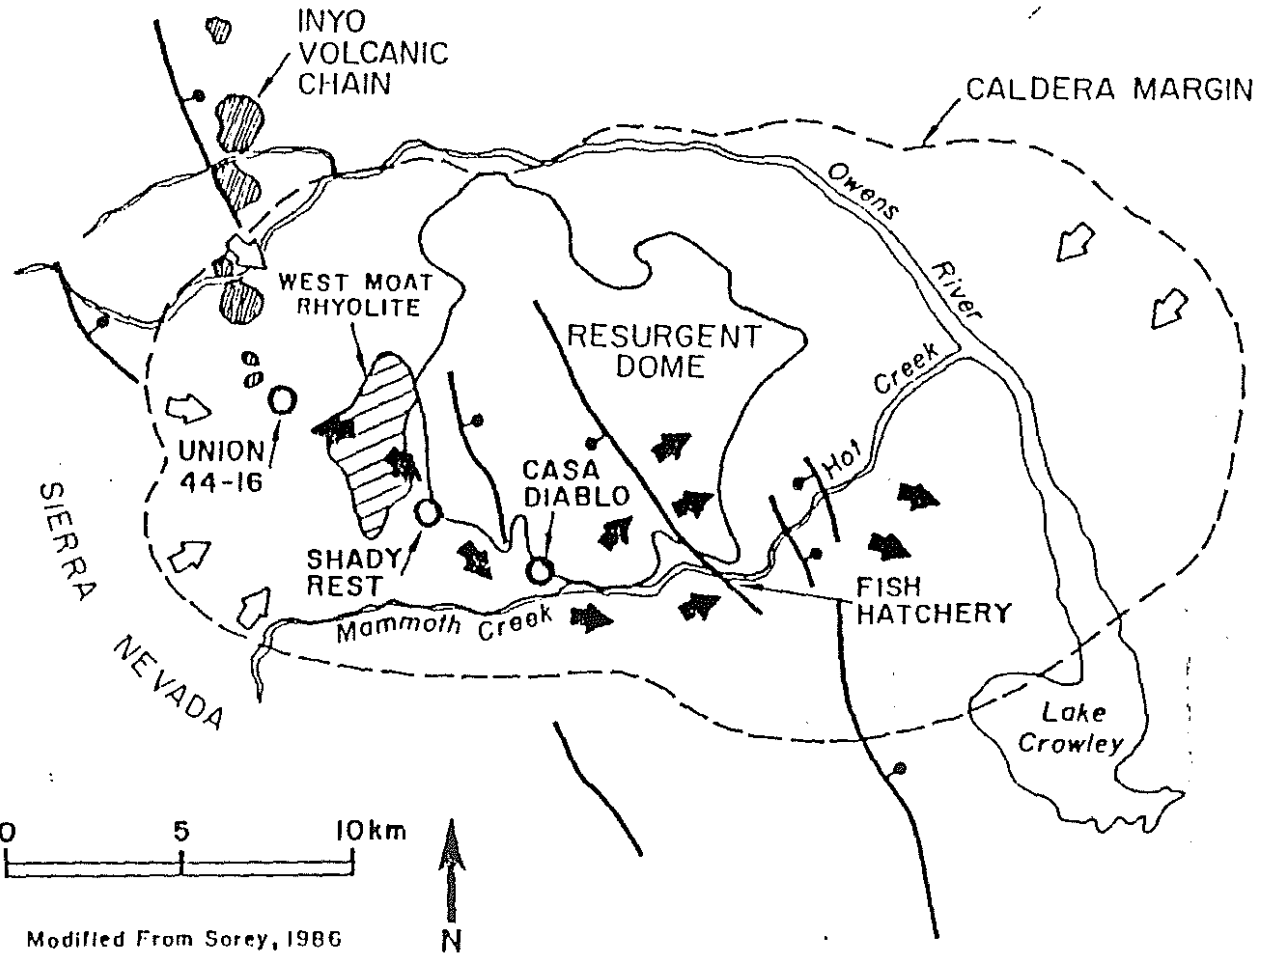 INYO
VOLCANIC
CHAIN
CALDERA MARGIN
Owens
River
WEST MOAT
RHYOLITE
RESURGENT
DOME
Hot
Creek
UNION
44-16
CASA
DIABLO
SIERRA
NEVADA
SHADY
REST
FISH
HATCHERY
Mammoth Creek
Lake
Crowley
0 5 10km
Modified From Sorey, 1986
N